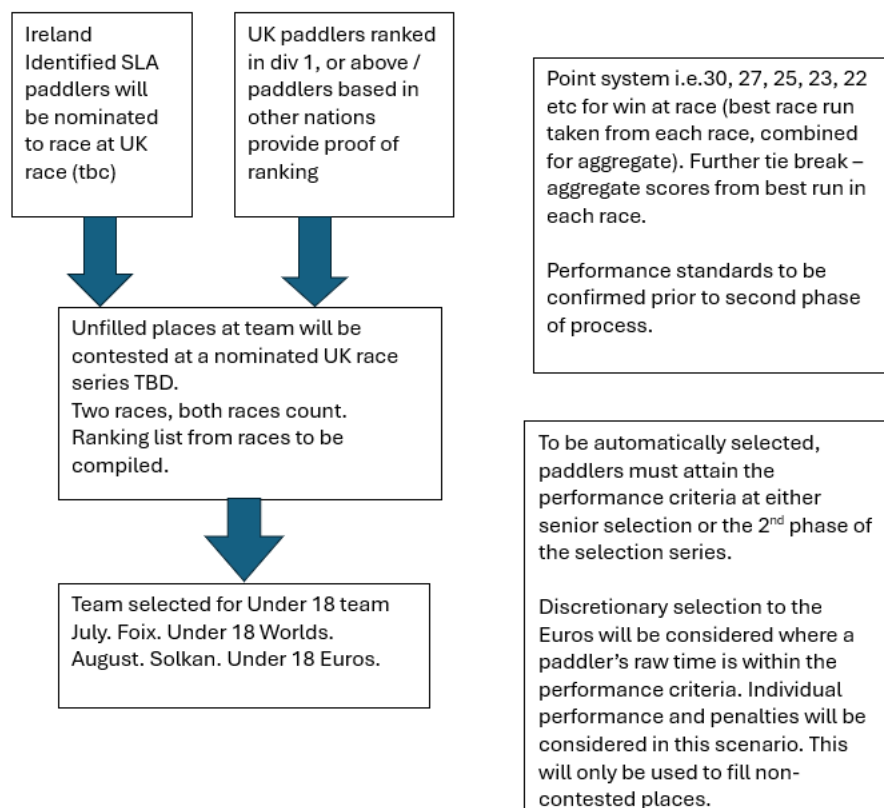 Ireland
Identified SLA
paddlers will
be nominated
to race at UK
race (tbc)
UK paddlers ranked
in div 1, or above /
paddlers based in
other nations
provide proof of
ranking
Unfilled places at team will be
contested at a nominated UK race
series TBD.
Two races, both races count.
Ranking list from races to be
compiled.
Team selected for Under 18 team
July. Foix. Under 18 Worlds.
August. Solkan. Under 18 Euros.
Point system i.e.30, 27, 25, 23, 22
etc for win at race (best race run
taken from each race, combined
for aggregate). Further tie break –
aggregate scores from best run in
each race.
Performance standards to be
confirmed prior to second phase
of process.
To be automatically selected,
paddlers must attain the
performance criteria at either
senior selection or the 2nd phase of
the selection series.
Discretionary selection to the
Euros will be considered where a
paddler's raw time is within the
performance criteria. Individual
performance and penalties will be
considered in this scenario. This
will only be used to fill non-
contested places.